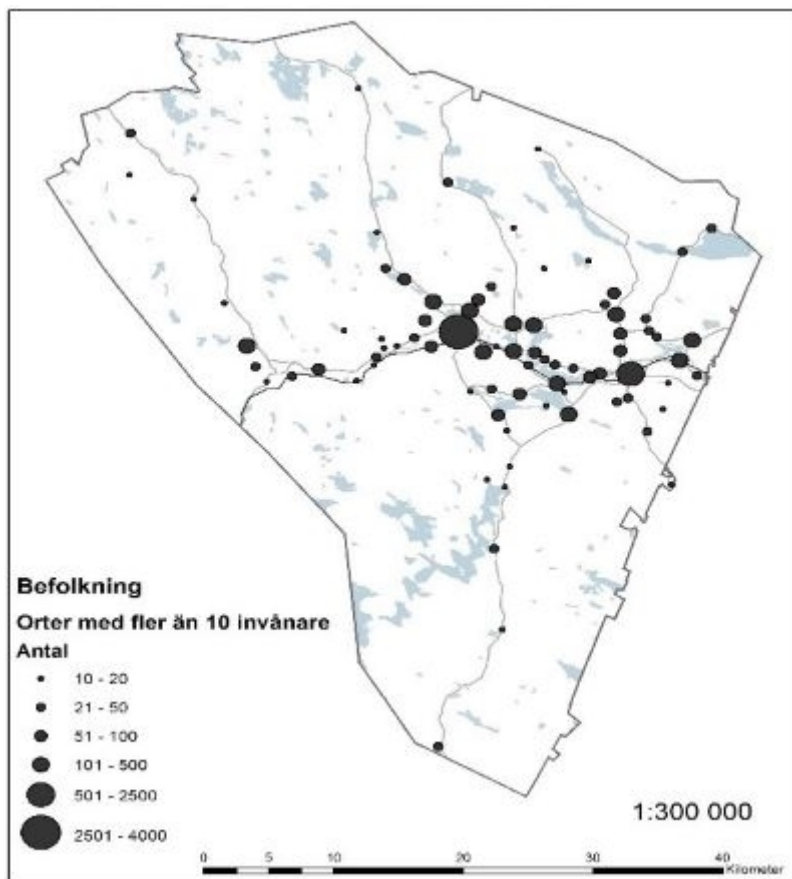 Befolkning
Orter med fler än 10 invånare
Antal
10 - 20
21 - 50
51 - 100
101 - 500
501 - 2500
2501 - 4000
1:300 000
0 5 10 20 30 40
Kilometer